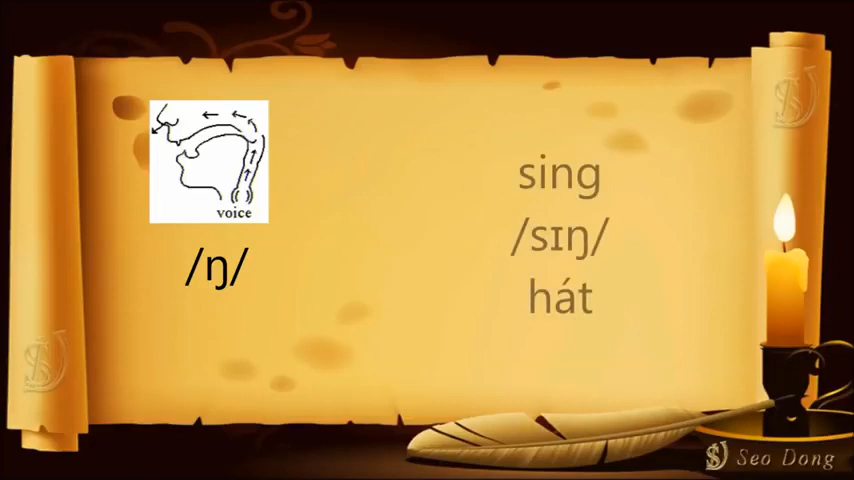 voice
/ŋ/
sing
/sɪŋ/
hát
Seo Dong